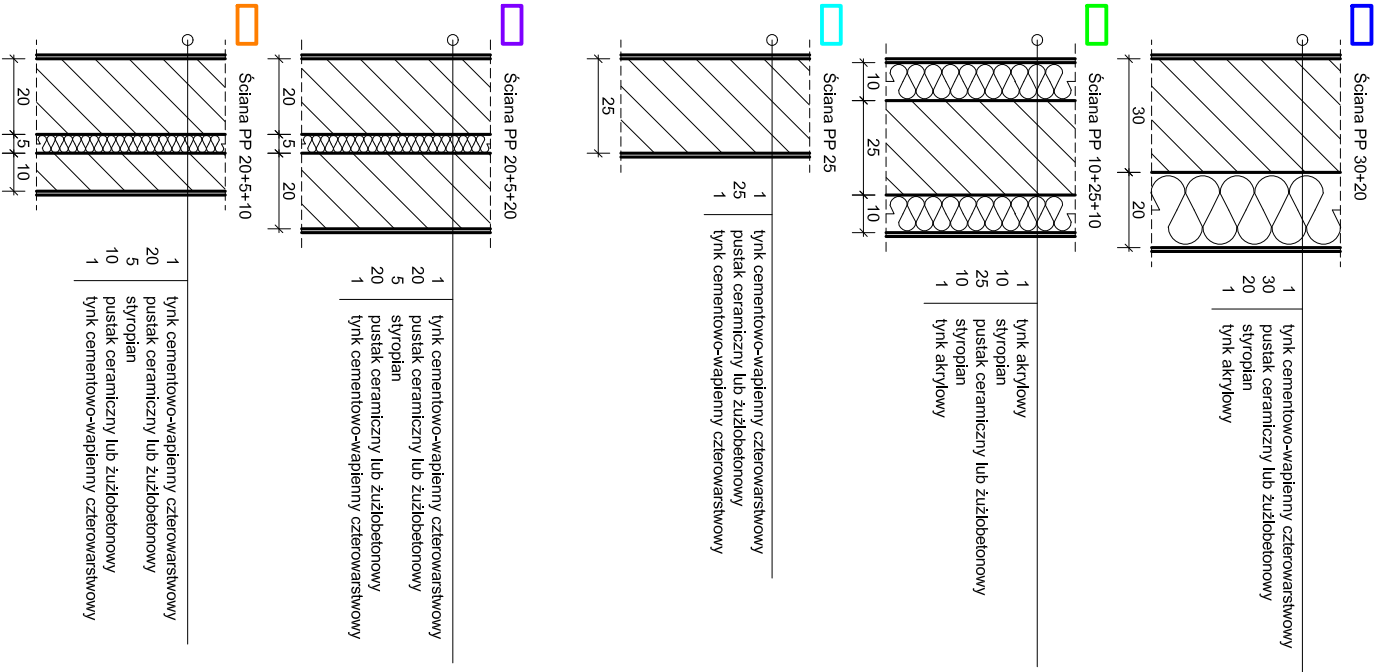 Ściana PP 30+20
30
20
1 tynk cementowo-wapienny czterowarstwowy
30 pustak ceramiczny lub żużlobetonowy
20 styropian
1 tynk akrylowy
Ściana PP 10+25+10
10
25
10
1 tynk akrylowy
10 styropian
25 pustak ceramiczny lub żużlobetonowy
10 styropian
1 tynk akrylowy
Ściana PP 25
25
1 tynk cementowo-wapienny czterowarstwowy
25 pustak ceramiczny lub żużlobetonowy
1 tynk cementowo-wapienny czterowarstwowy
Ściana PP 20+5+20
20
5
20
1 tynk cementowo-wapienny czterowarstwowy
20 pustak ceramiczny lub żużlobetonowy
5 styropian
20 pustak ceramiczny lub żużlobetonowy
1 tynk cementowo-wapienny czterowarstwowy
Ściana PP 20+5+10
20
5
10
1 tynk cementowo-wapienny czterowarstwowy
20 pustak ceramiczny lub żużlobetonowy
5 styropian
10 pustak ceramiczny lub żużlobetonowy
1 tynk cementowo-wapienny czterowarstwowy